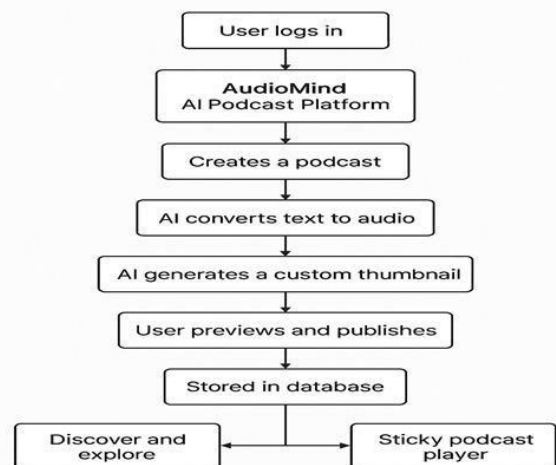 User logs in
AudioMind
AI Podcast Platform
Creates a podcast
AI converts text to audio
AI generates a custom thumbnail
User previews and publishes
Stored in database
Discover and
explore
Sticky podcast
player